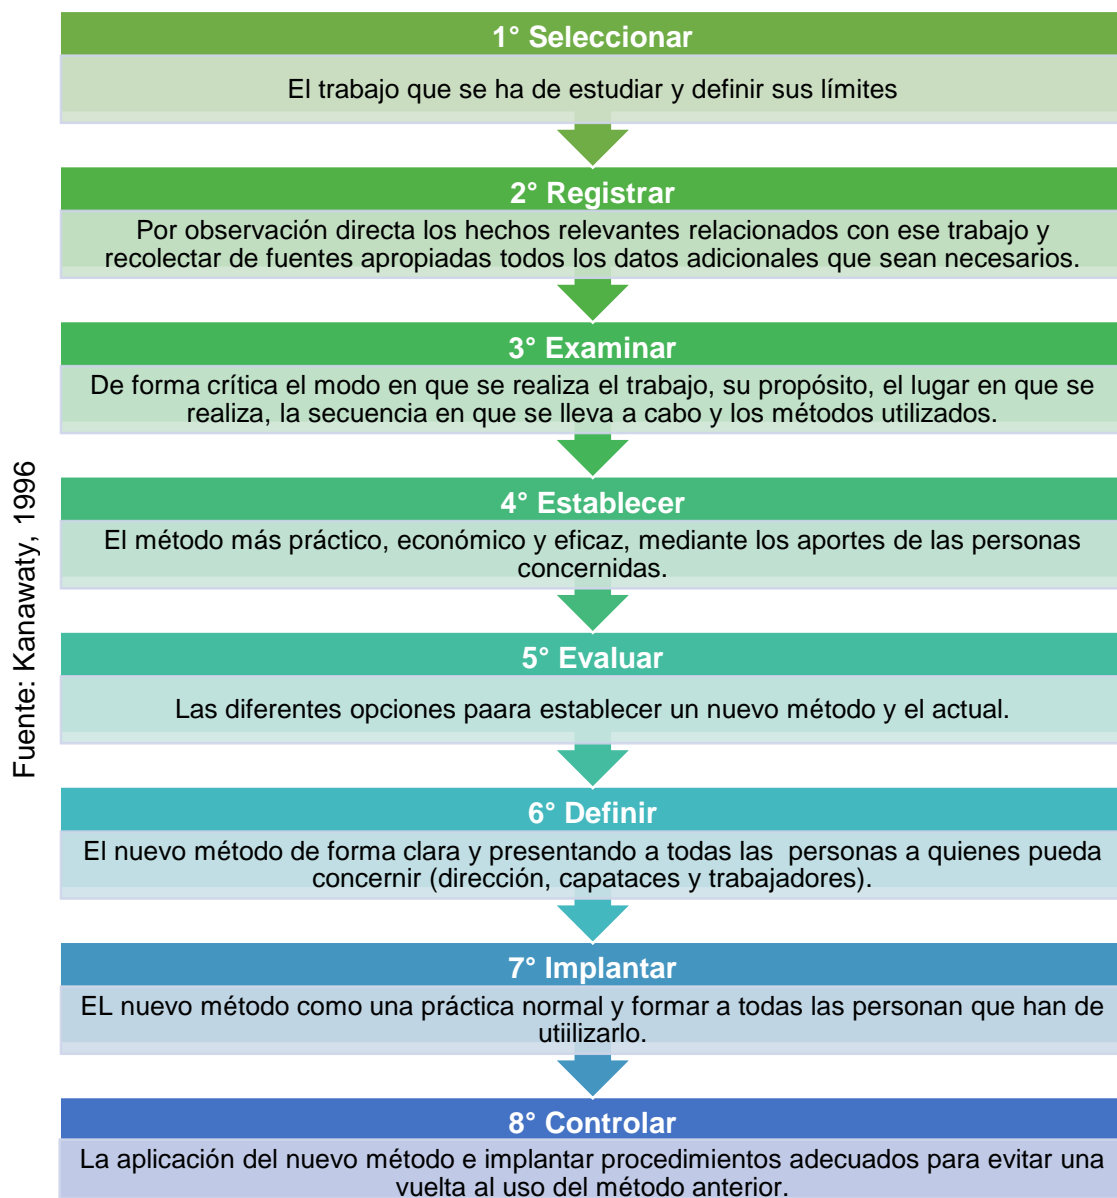 1° Seleccionar
El trabajo que se ha de estudiar y definir sus límites
2° Registrar
Por observación directa los hechos relevantes relacionados con ese trabajo y
recolectar de fuentes apropiadas todos los datos adicionales que sean necesarios.
3° Examinar
De forma crítica el modo en que se realiza el trabajo, su propósito, el lugar en que se
realiza, la secuencia en que se lleva a cabo y los métodos utilizados.
4° Establecer
El método más práctico, económico y eficaz, mediante los aportes de las personas
concernidas.
5° Evaluar
Las diferentes opciones paara establecer un nuevo método y el actual.
6° Definir
El nuevo método de forma clara y presentando a todas las  personas a quienes pueda
concernir (dirección, capataces y trabajadores).
7° Implantar
EL nuevo método como una práctica normal y formar a todas las personan que han de
utiilizarlo.
8° Controlar
La aplicación del nuevo método e implantar procedimientos adecuados para evitar una
vuelta al uso del método anterior.
Fuente: Kanawaty, 1996